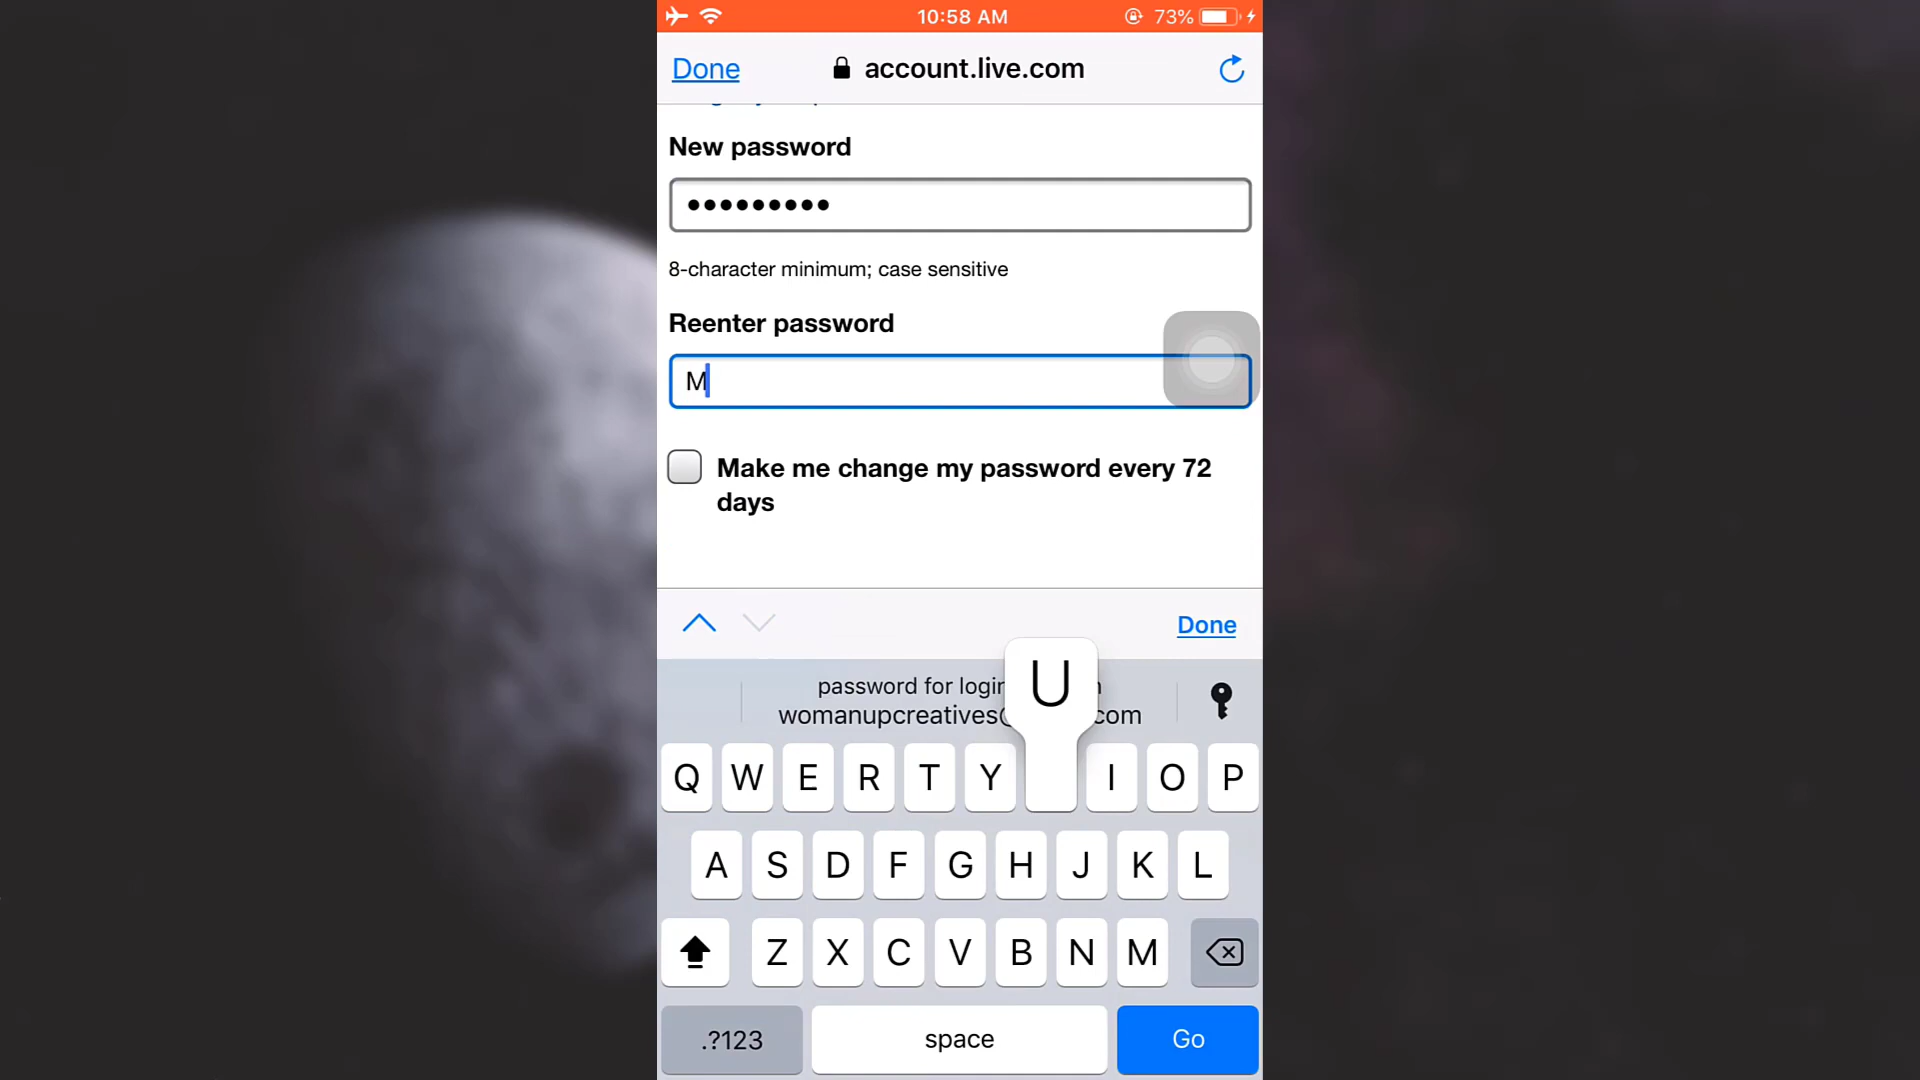 10:58 AM
73%
Done
account.live.com
New password
•••••••••
8-character minimum; case sensitive
Reenter password
M
Make me change my password every 72
days
Done
password for
womanupcreatives
com
U
Q W E R T Y I O P
A S D F G H J K L
Z X C V B N M
.?123
space
Go